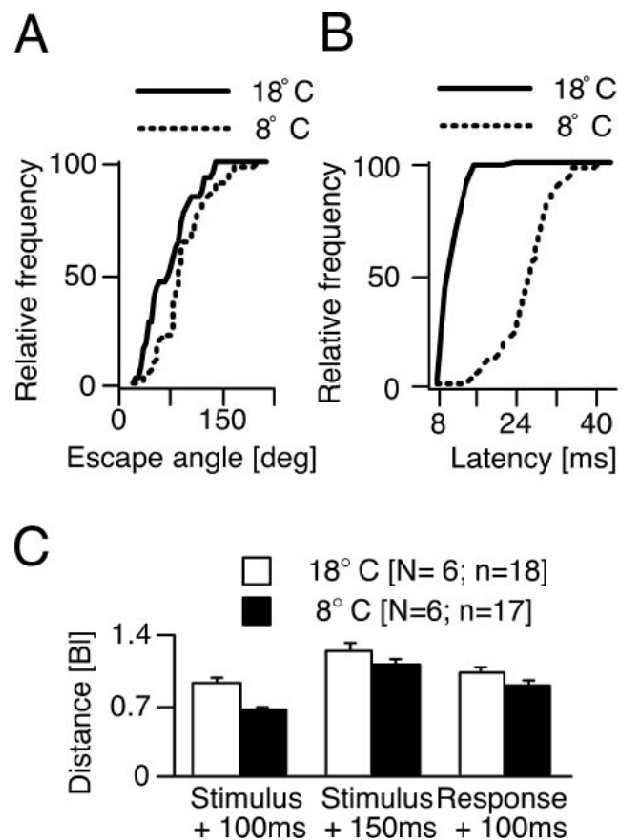 A
18° C
8° C
Relative frequency
100
50
0
0
150
Escape angle [deg]
B
18° C
8° C
Relative frequency
100
50
0
8
24
40
Latency [ms]
C
18° C [N= 6; n=18]
8° C [N=6; n=17]
Distance [Bl]
1.4
0.7
0
Stimulus
+ 100ms
Stimulus
+ 150ms
Response
+ 100ms